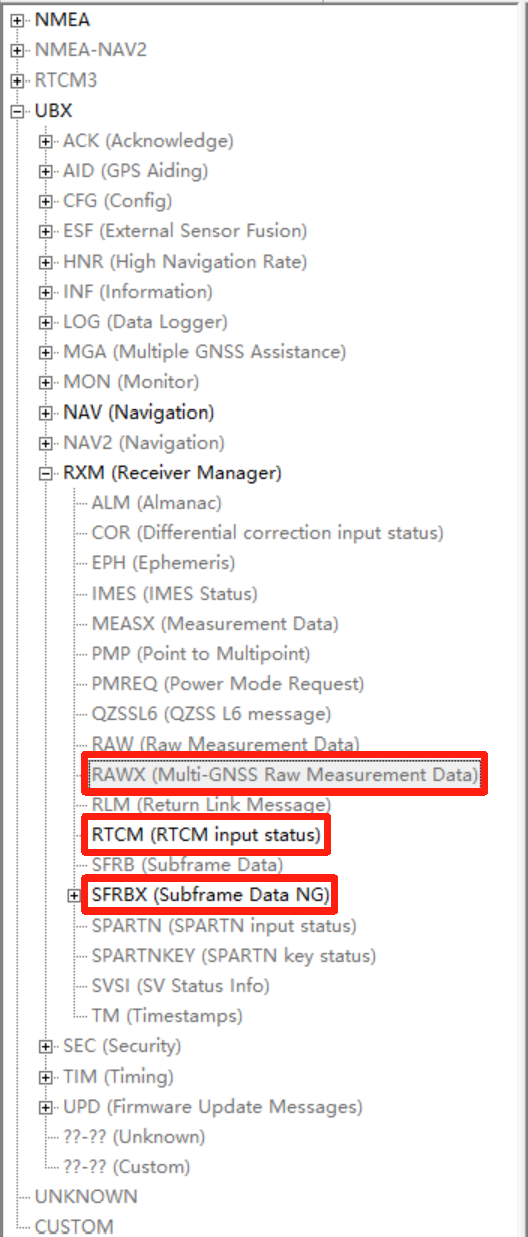 NMEA
NMEA-NAV2
RTCM3
UBX
ACK (Acknowledge)
AID (GPS Aiding)
CFG (Config)
ESF (External Sensor Fusion)
HNR (High Navigation Rate)
INF (Information)
LOG (Data Logger)
MGA (Multiple GNSS Assistance)
MON (Monitor)
NAV (Navigation)
NAV2 (Navigation)
RXM (Receiver Manager)
ALM (Almanac)
COR (Differential correction input status)
EPH (Ephemeris)
IMES (IMES Status)
MEASX (Measurement Data)
PMP (Point to Multipoint)
PMREQ (Power Mode Request)
QZSSL6 (QZSS L6 message)
RAW (Raw Measurement Data)
RAWX (Multi-GNSS Raw Measurement Data)
RLM (Return Link Message)
RTCM (RTCM input status)
SFRB (Subframe Data)
SFRBX (Subframe Data NG)
SPARTN (SPARTN input status)
SPARTNKEY (SPARTN key status)
SVSI (SV Status Info)
TM (Timestamps)
SEC (Security)
TIM (Timing)
UPD (Firmware Update Messages)
??-?? (Unknown)
??-?? (Custom)
UNKNOWN
CUSTOM